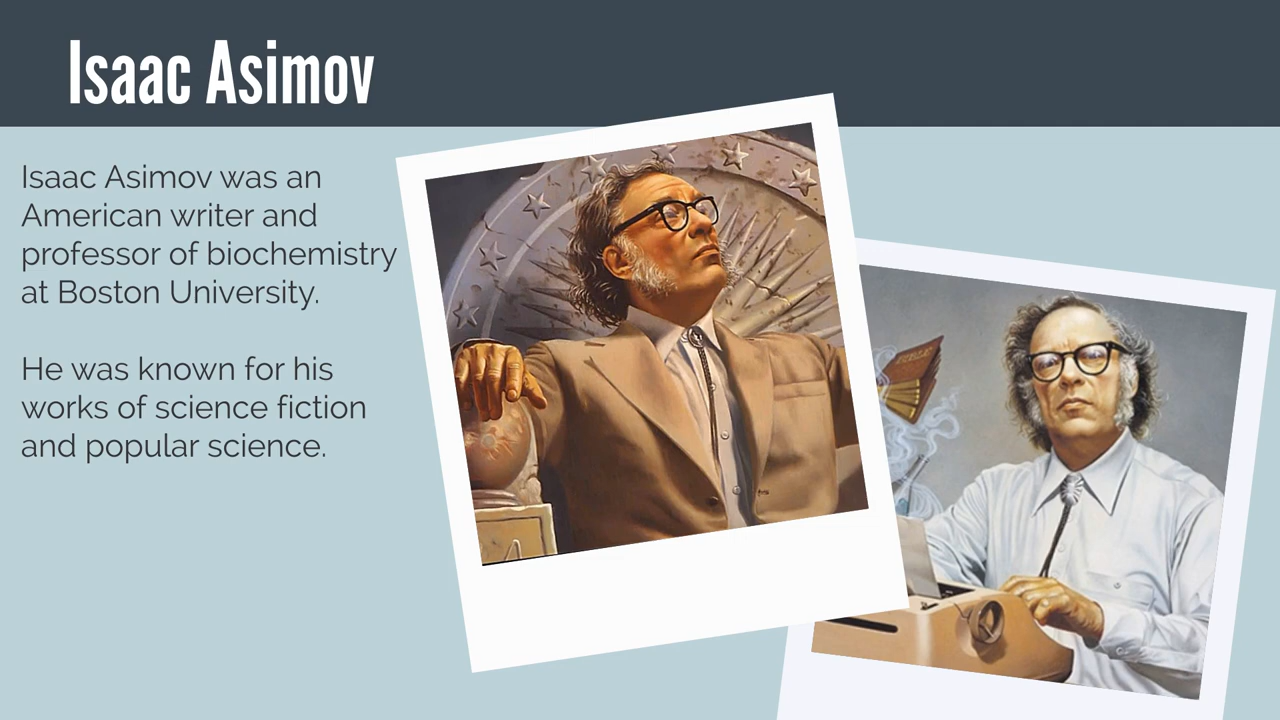 Isaac Asimov
Isaac Asimov was an
American writer and
professor of biochemistry
at Boston University.
He was known for his
works of science fiction
and popular science.